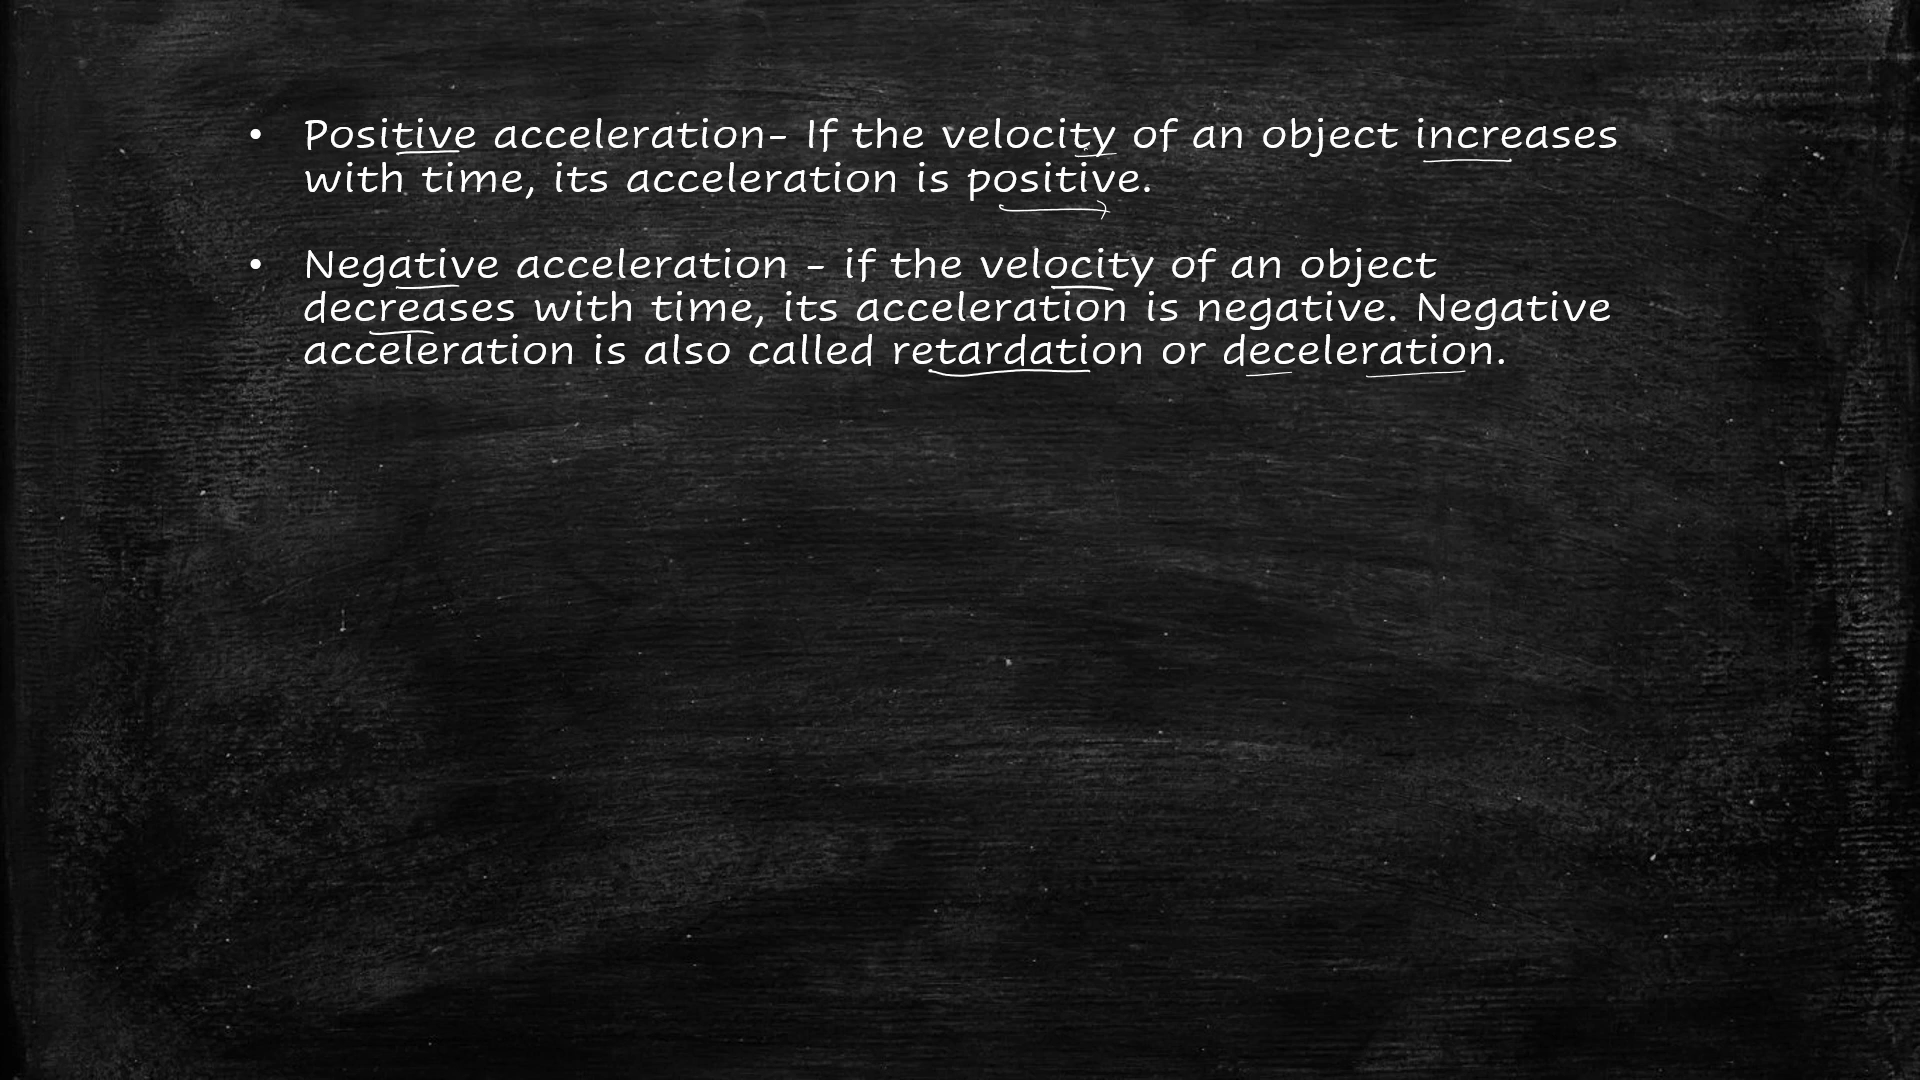 • Positive acceleration- If the velocity of an object increases
with time, its acceleration is positive.
• Negative acceleration - if the velocity of an object
decreases with time, its acceleration is negative. Negative
acceleration is also called retardation or deceleration.